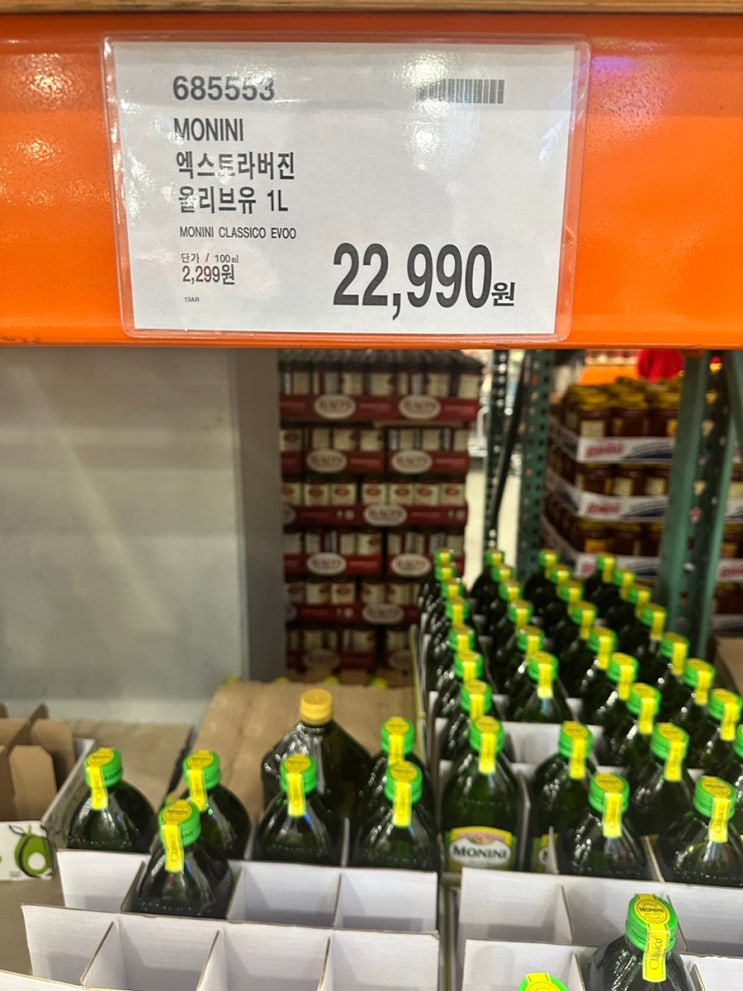 685553
MONINI
엑스트라버진
올리브유 1L
MONINI CLASSICO EVOO
단가 / 100㎖
2,299원
22,990원
13AR
MONINI
Classico